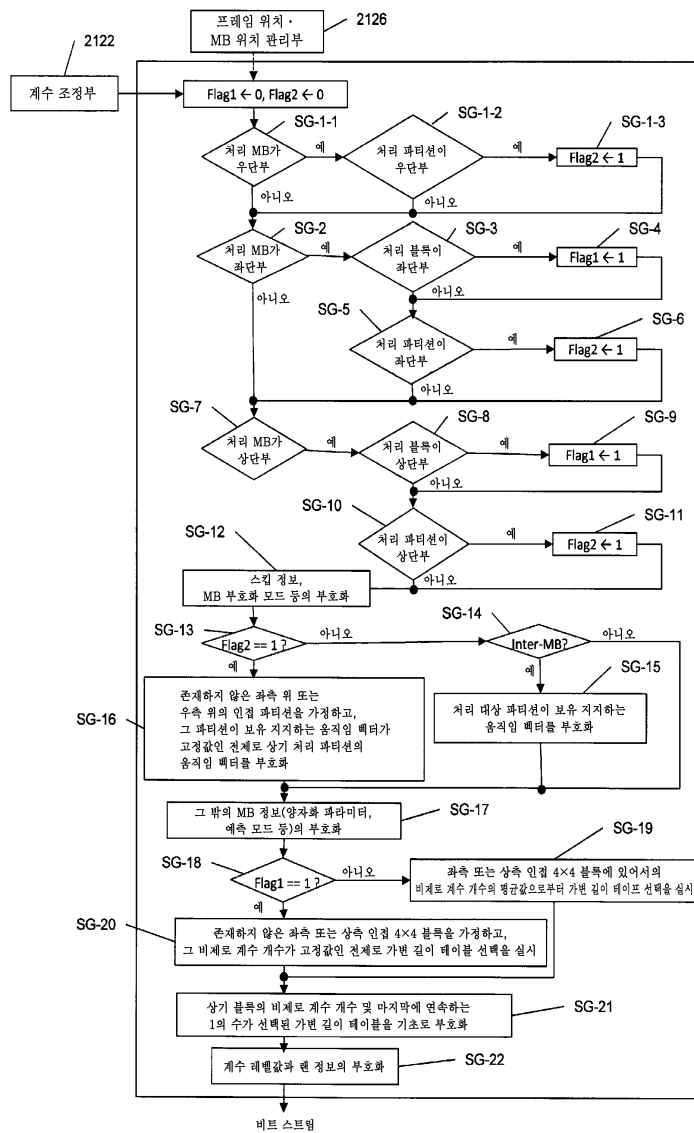 프레임 위치·
MB 위치 관리부
2126
2122
계수 조정부
Flag1 ← 0, Flag2 ← 0
SG-1-1
처리 MB가
우단부
예
아니오
SG-1-2
처리 파티션이
우단부
예
아니오
SG-1-3
Flag2 ← 1
SG-2
처리 MB가
좌단부
예
아니오
SG-3
처리 블록이
좌단부
예
아니오
SG-4
Flag1 ← 1
SG-5
처리 파티션이
좌단부
예
아니오
SG-6
Flag2 ← 1
SG-7
처리 MB가
상단부
예
SG-8
처리 블록이
상단부
예
아니오
SG-9
Flag1 ← 1
SG-10
처리 파티션이
상단부
예
아니오
SG-11
Flag2 ← 1
SG-12
스킵 정보,
MB 부호화 모드 등의 부호화
SG-13
Flag2 == 1 ?
아니오
예
SG-14
Inter-MB?
아니오
예
SG-15
처리 대상 파티션이 보유 지지하는
움직임 벡터를 부호화
SG-16
존재하지 않은 좌측 위 또는
우측 위의 인접 파티션을 가정하고,
그 파티션이 보유 지지하는 움직임 벡터가
고정값인 전제로 상기 처리 파티션의
움직임 벡터를 부호화
SG-17
그 밖의 MB 정보(양자화 파라미터,
예측 모드 등)의 부호화
SG-18
Flag1 == 1 ?
아니오
예
SG-19
좌측 또는 상측 인접 4×4 블록에 있어서의
비제로 계수 개수의 평균값으로부터 가변 길이 테이프 선택을 실시
SG-20
존재하지 않은 좌측 또는 상측 인접 4×4 블록을 가정하고,
그 비제로 계수 개수가 고정값인 전제로 가변 길이 테이블 선택을 실시
SG-21
상기 블록의 비제로 계수 개수 및 마지막에 연속하는
1의 수가 선택된 가변 길이 테이블을 기초로 부호화
SG-22
계수 레벨값과 랜 정보의 부호화
비트 스트림